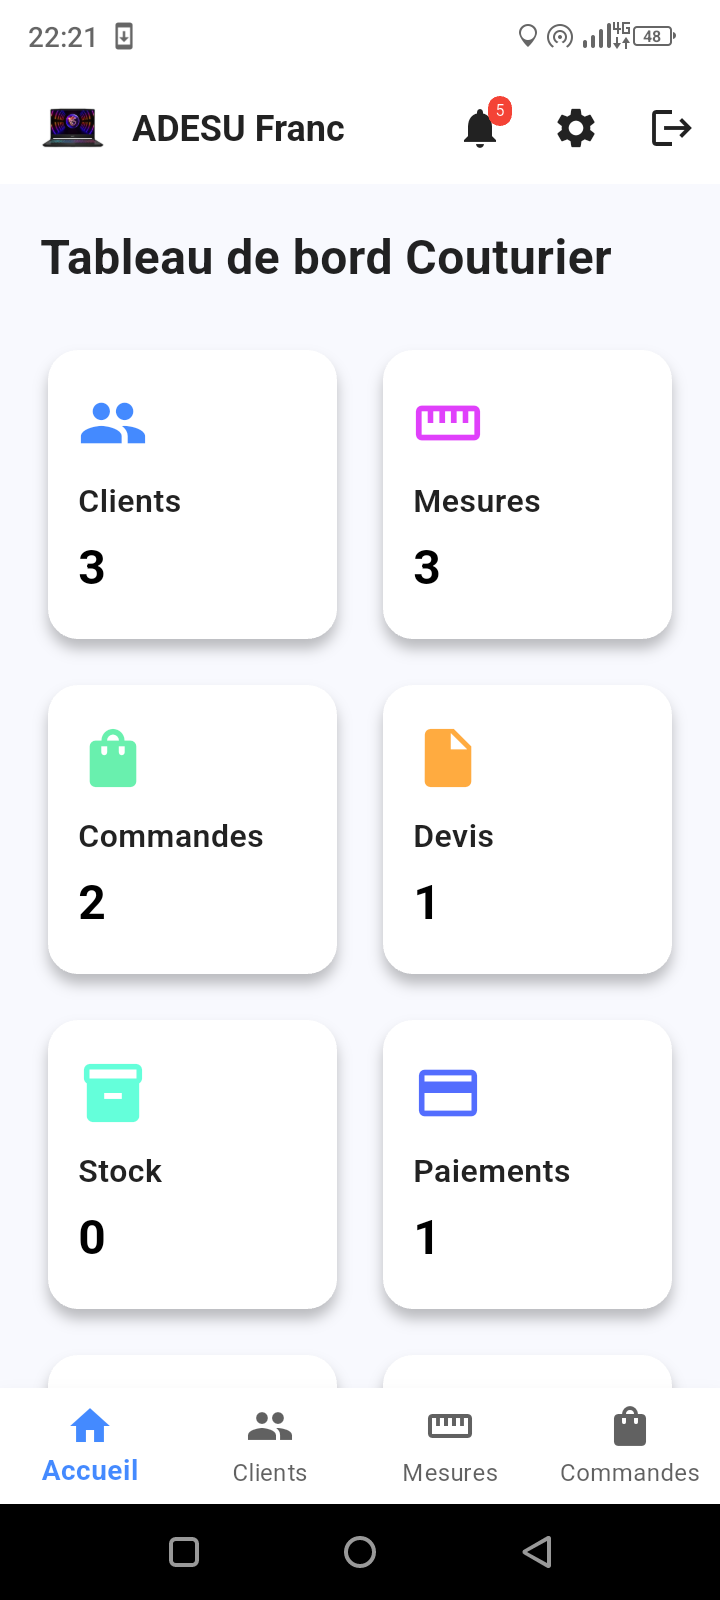 22:21
4G
48
ADESU Franc
5
Tableau de bord Couturier
Clients
3
Mesures
3
Commandes
2
Devis
1
Stock
0
Paiements
1
Accueil
Clients
Mesures
Commandes